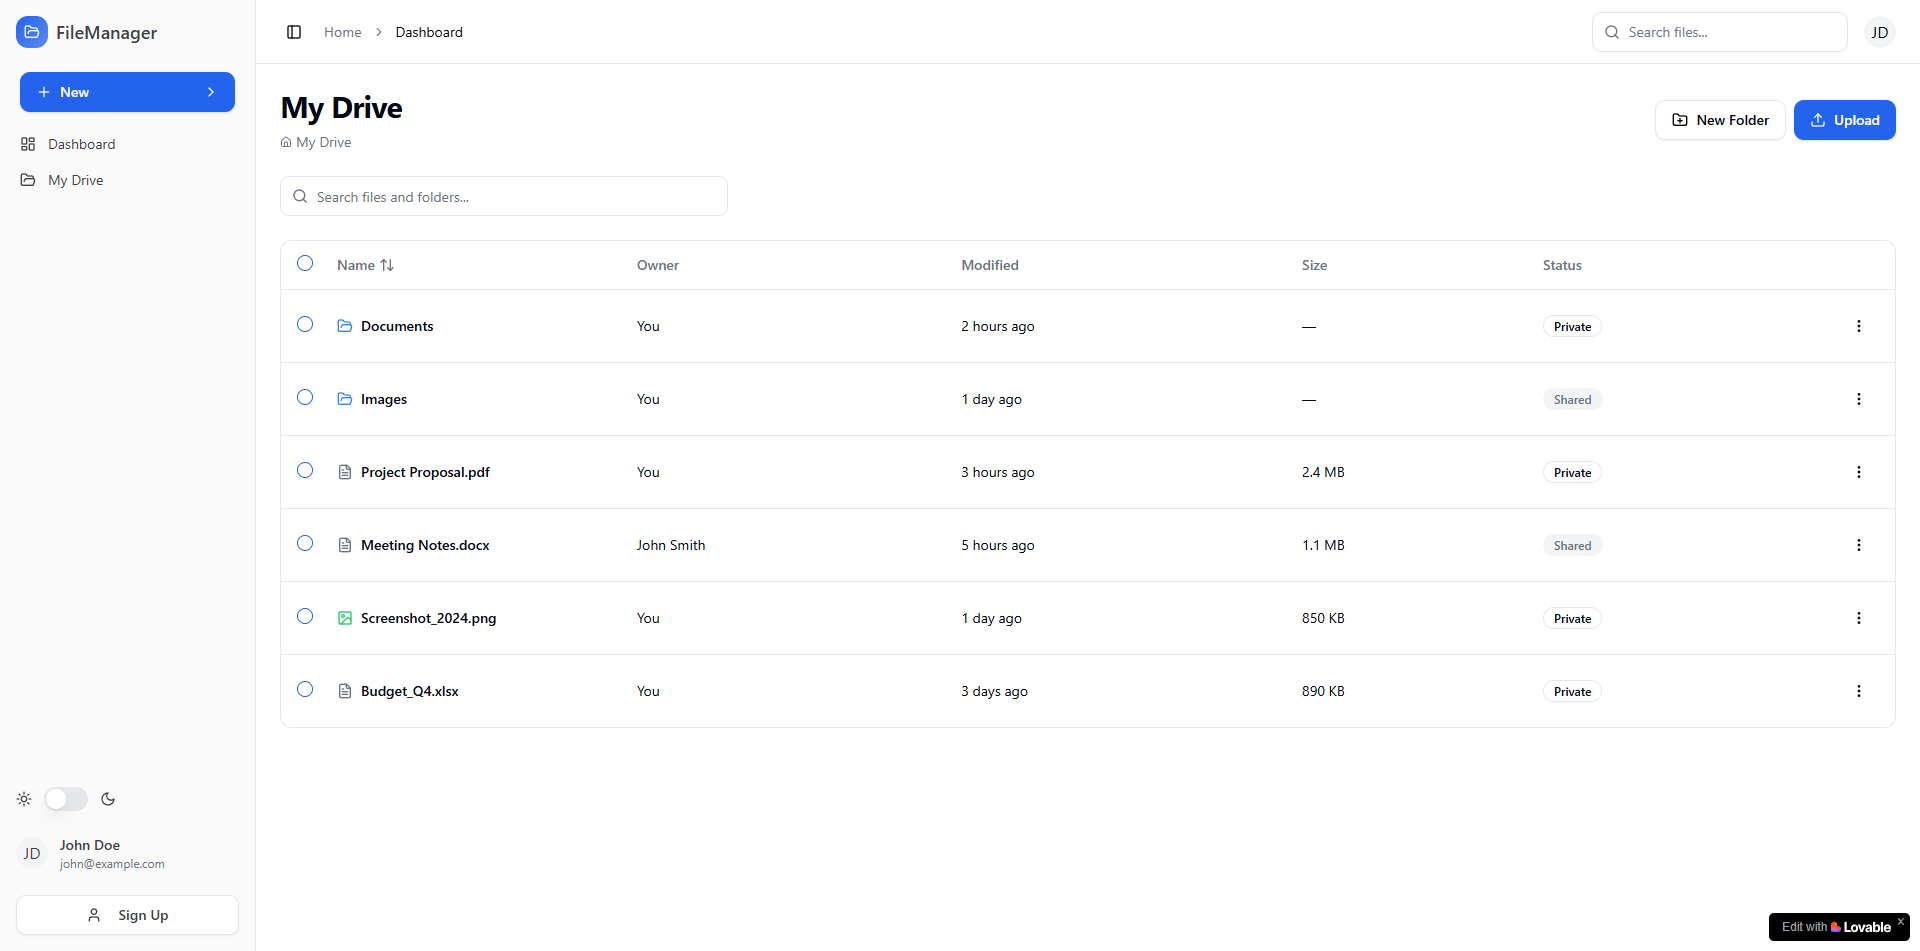 FileManager
New
Dashboard
My Drive
Home
Dashboard
Search files...
JD
My Drive
My Drive
New Folder
Upload
Search files and folders...
Name Owner Modified Size Status
Documents You 2 hours ago — Private
Images You 1 day ago — Shared
Project Proposal.pdf You 3 hours ago 2.4 MB Private
Meeting Notes.docx John Smith 5 hours ago 1.1 MB Shared
Screenshot_2024.png You 1 day ago 850 KB Private
Budget_Q4.xlsx You 3 days ago 890 KB Private
JD
John Doe
john@example.com
Sign Up
Edit with Lovable